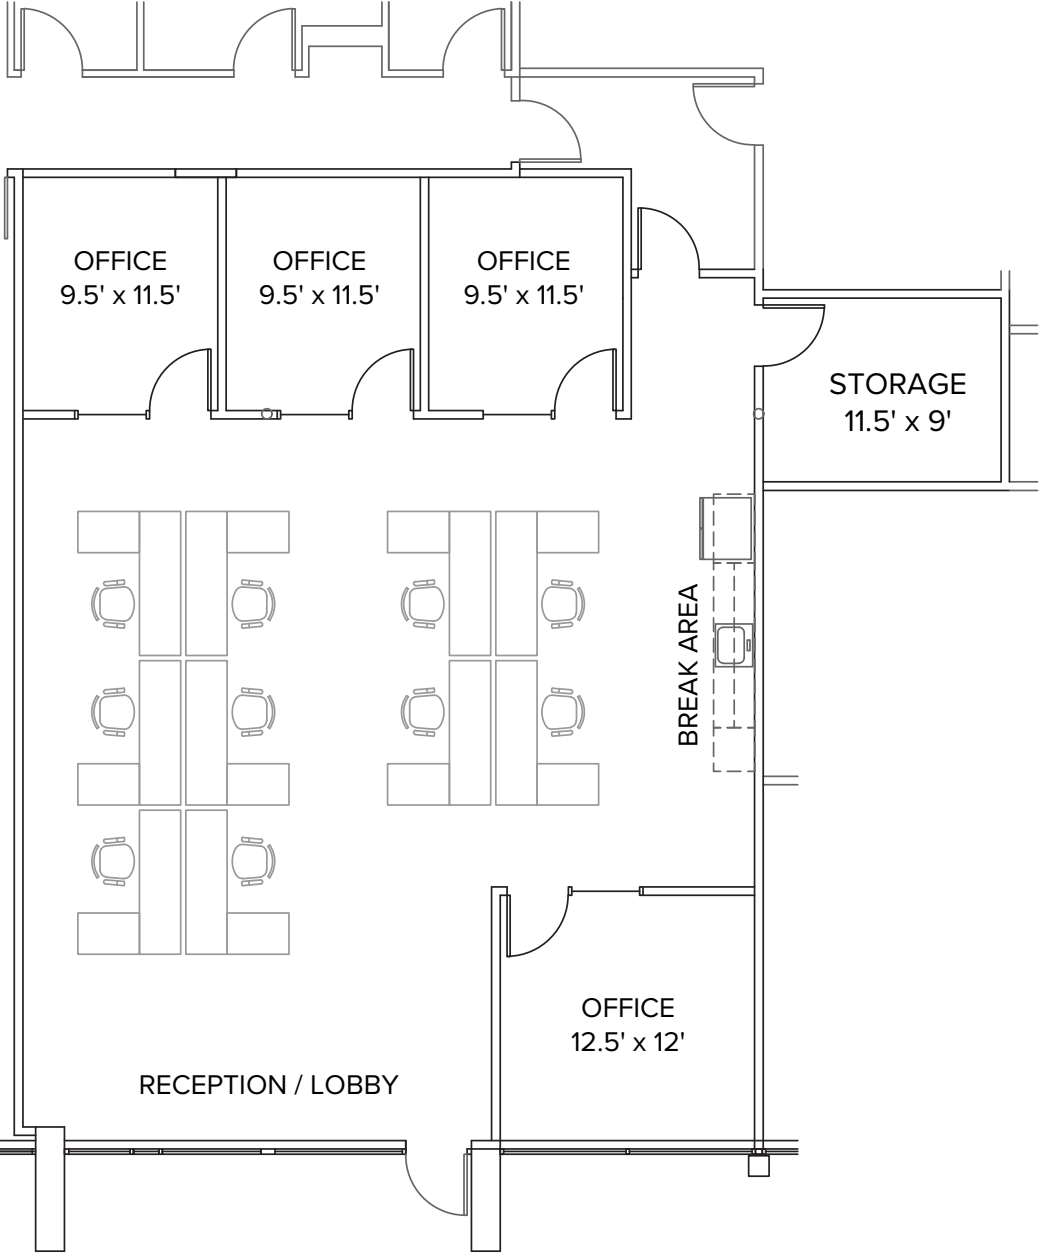 OFFICE
9.5' x 11.5'
OFFICE
9.5' x 11.5'
OFFICE
9.5' x 11.5'
STORAGE
11.5' x 9'
BREAK AREA
OFFICE
12.5' x 12'
RECEPTION / LOBBY